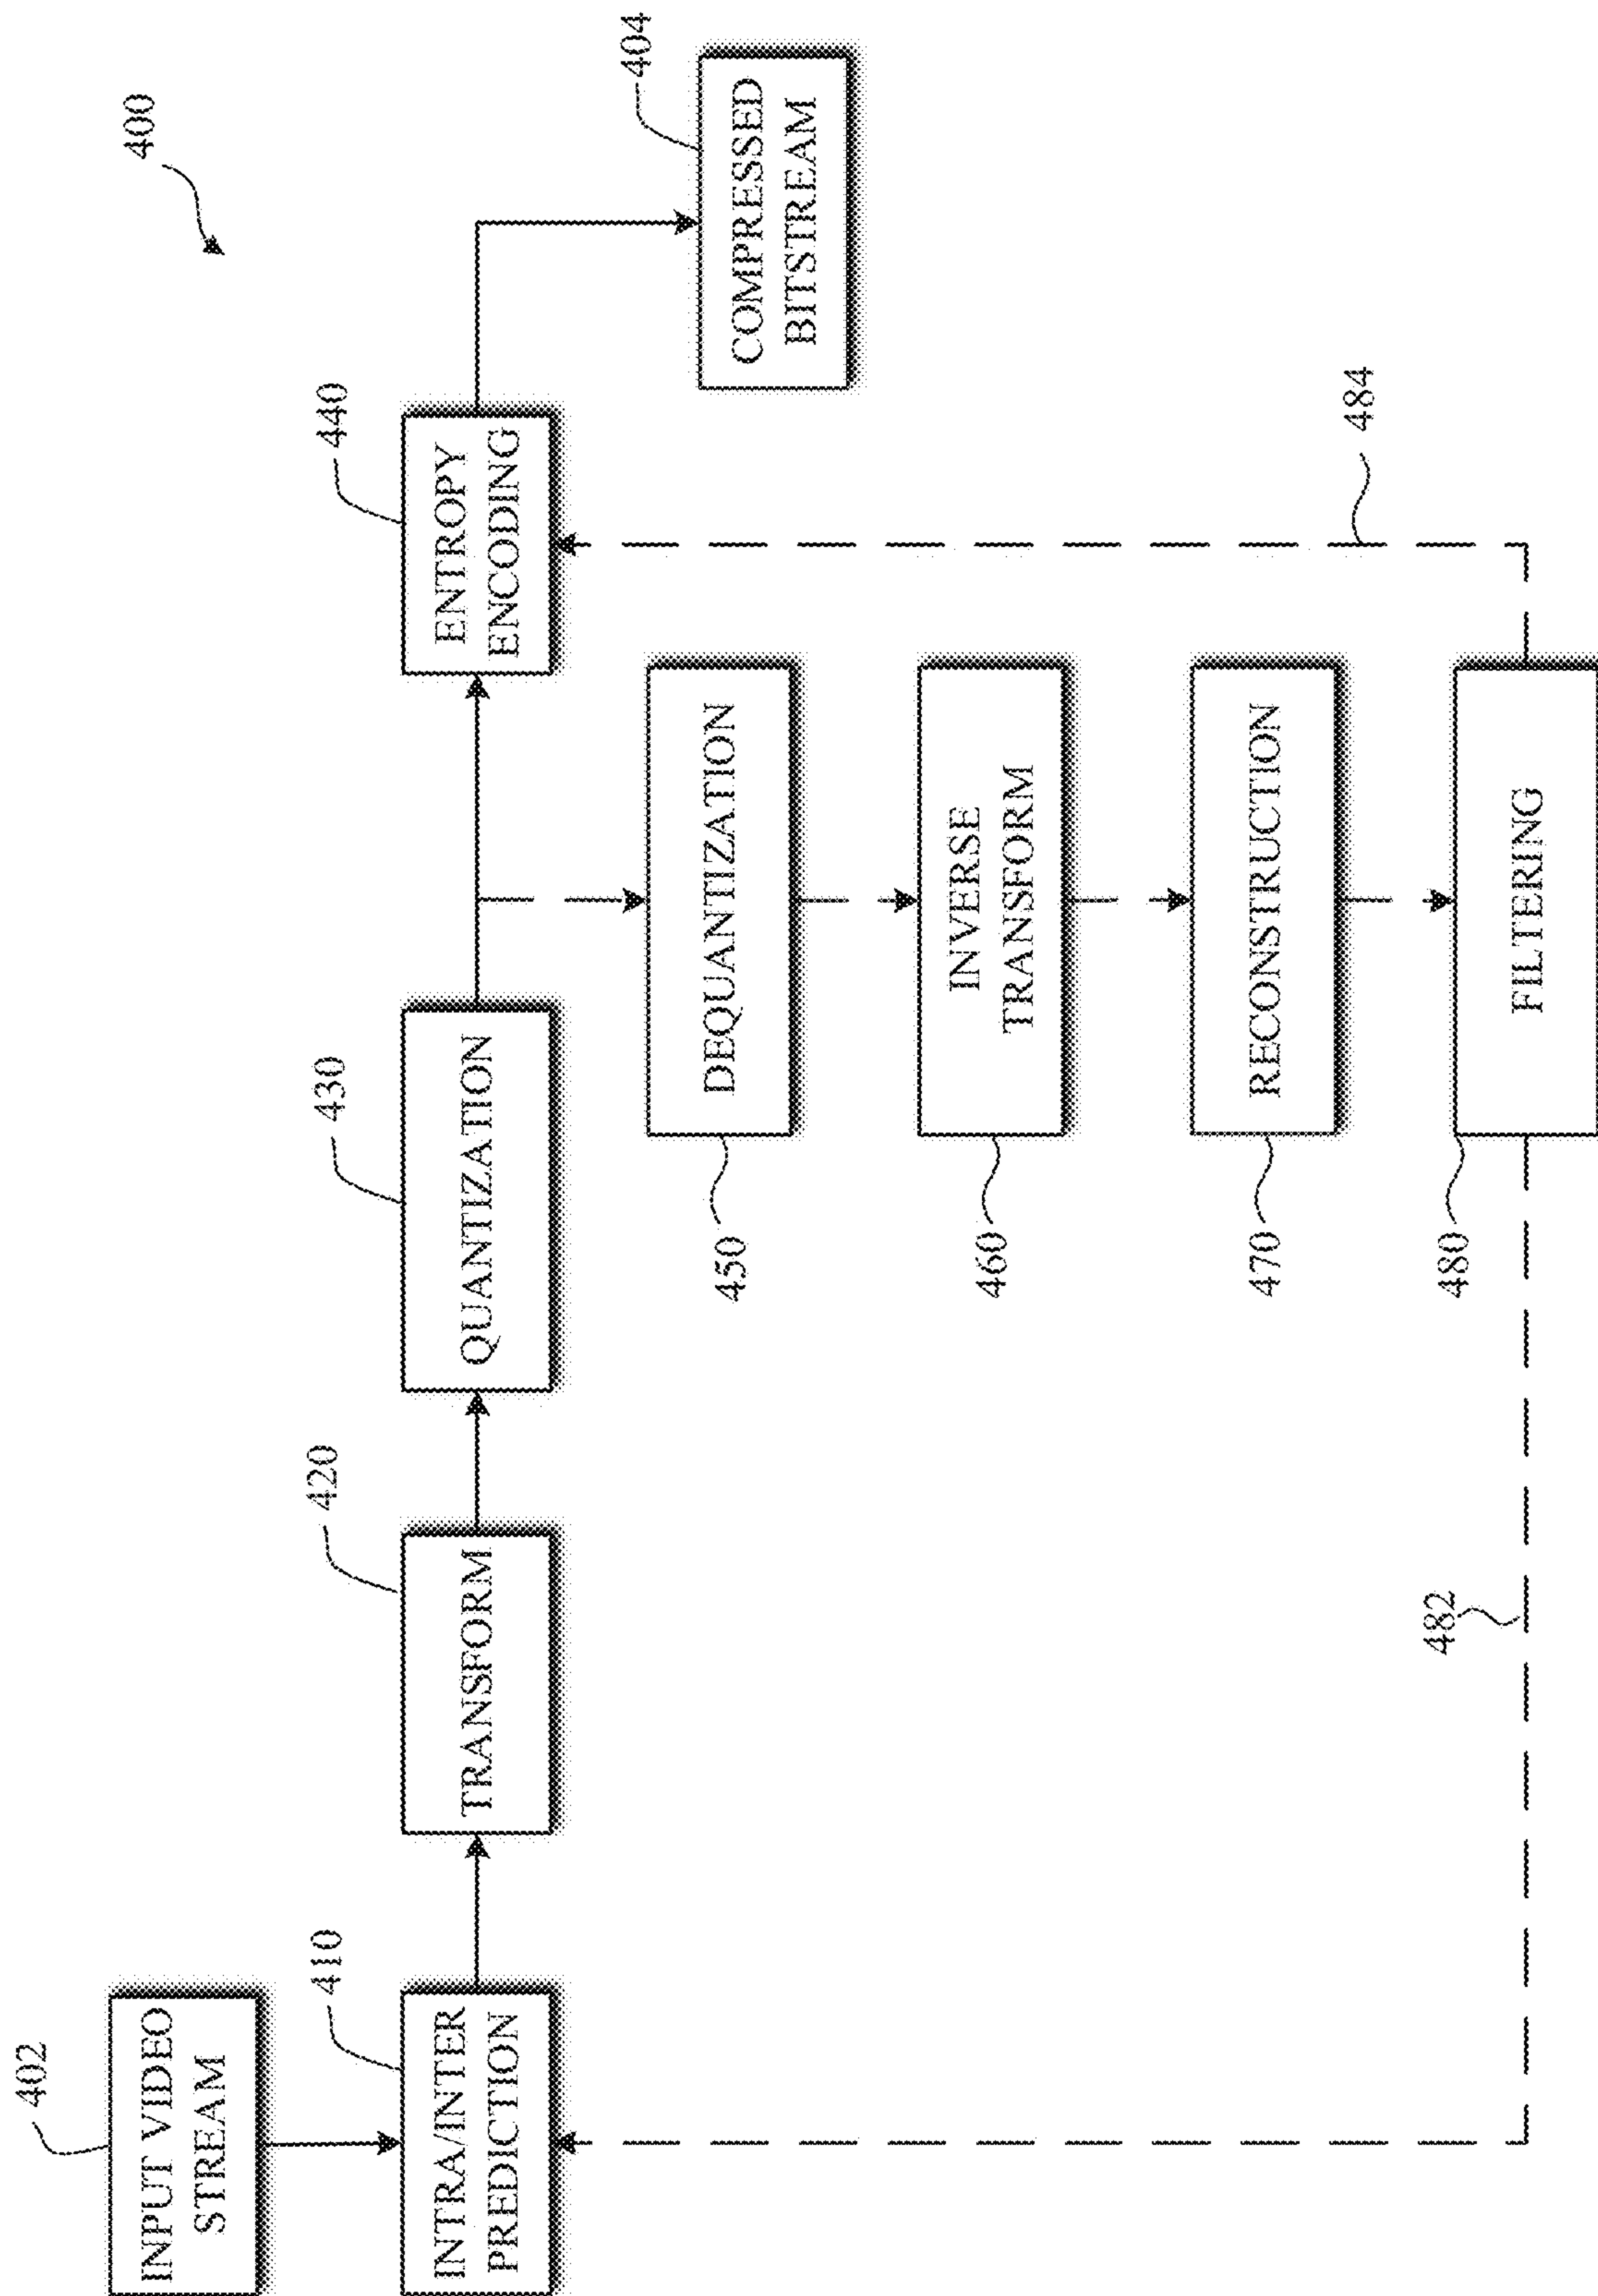 400
402
INPUT VIDEO
STREAM
410
INTRA/INTER
PREDICTION
420
TRANSFORM
430
QUANTIZATION
440
ENTROPY
ENCODING
404
COMPRESSED
BITSTREAM
450
DEQUANTIZATION
460
INVERSE
TRANSFORM
470
RECONSTRUCTION
480
FILTERING
482
484